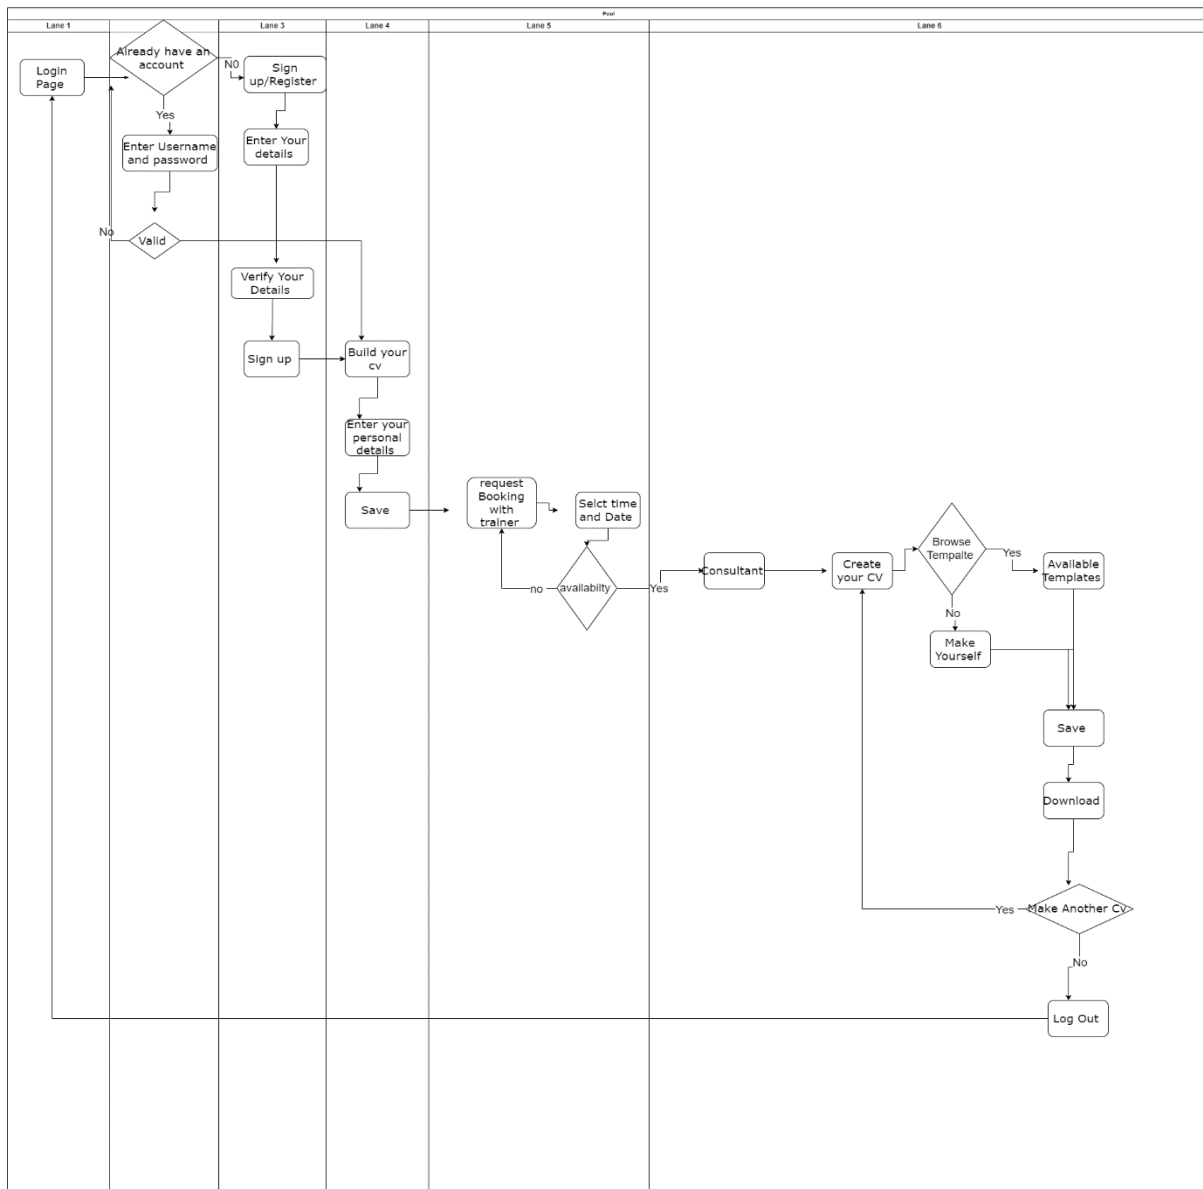 Pool
Lane 1
Lane 3
Lane 4
Lane 5
Lane 6
Login
Page
Already have an
account
N0
Yes
Enter Username
and password
Valid
No
Sign
up/Register
Enter Your
details
Verify Your
Details
Sign up
Build your
cv
Enter your
personal
details
Save
request
Booking
with
trainer
Selct time
and Date
availabilty
no
Yes
Consultant
Create
your CV
Browse
Tempalte
Yes
Available
Templates
No
Make
Yourself
Save
Download
Make Another Cv
Yes
No
Log Out